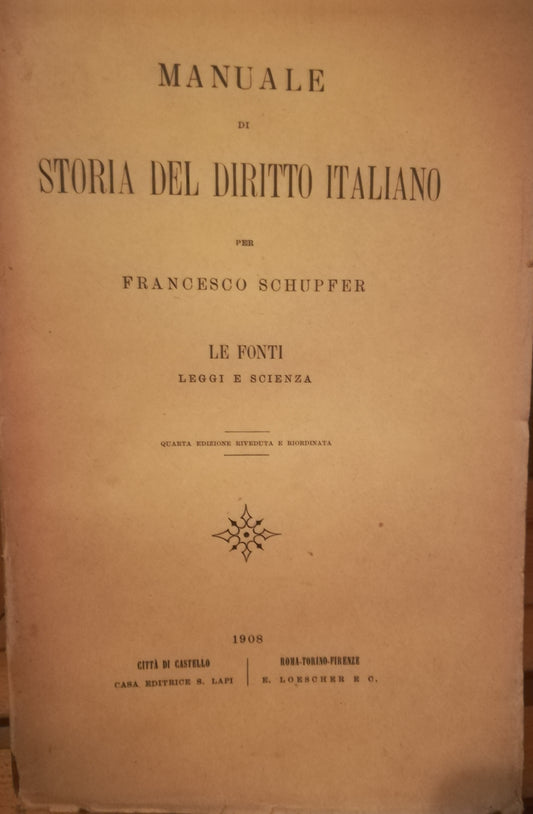 MANUALE
DI
STORIA DEL DIRITTO ITALIANO
PER
FRANCESCO SCHUPFER
LE FONTI
LEGGI E SCIENZA
QUARTA EDIZIONE RIVEDUTA E RIORDINATA
1908
CITTÀ DI CASTELLO
CASA EDITRICE S. LAPI
ROMA-TORINO-FIRENZE
E. LOESCHER E C.